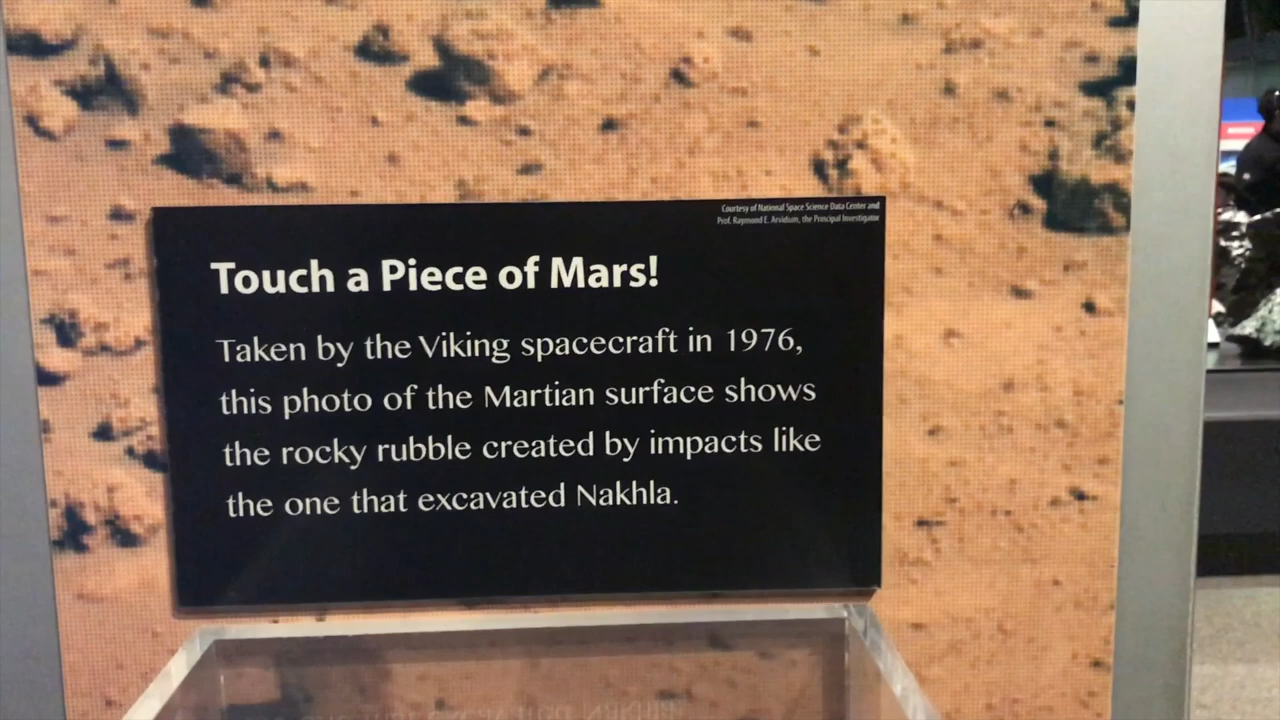 Courtesy of National Space Science Data Center and
Prof. Raymond E. Arvidson, the Principal Investigator
Touch a Piece of Mars!
Taken by the Viking spacecraft in 1976,
this photo of the Martian surface shows
the rocky rubble created by impacts like
the one that excavated Nakhla.